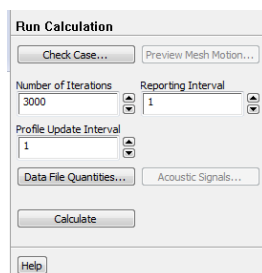 Run Calculation
Check Case... Preview Mesh Motion...
Number of Iterations Reporting Interval
3000 1
Profile Update Interval
1
Data File Quantities... Acoustic Signals...
Calculate
Help